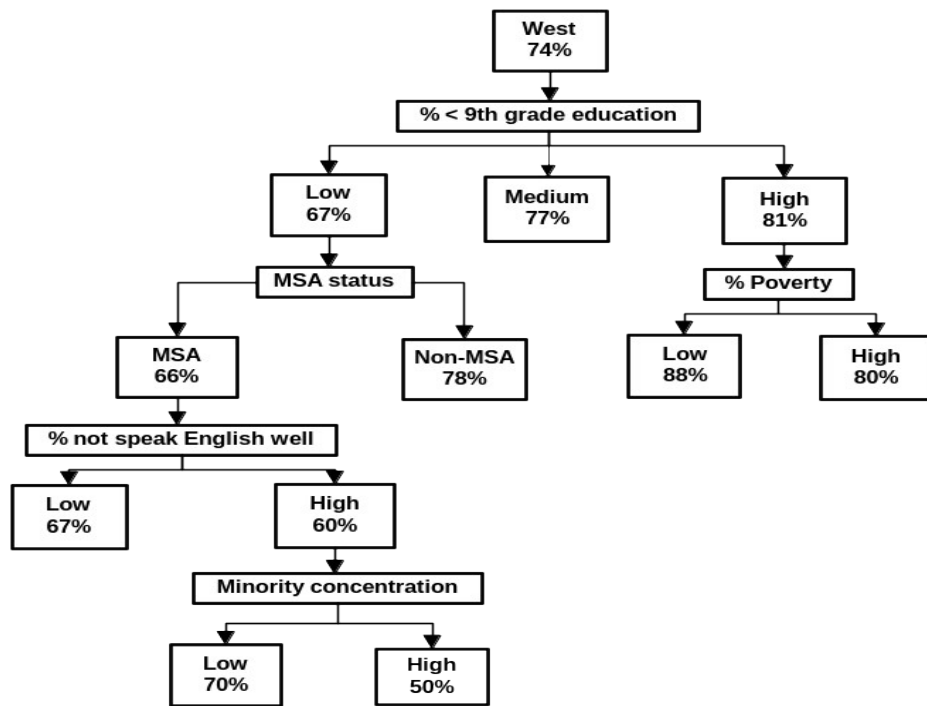 West
74%
% < 9th grade education
Low
67%
Medium
77%
High
81%
MSA status
% Poverty
MSA
66%
Non-MSA
78%
Low
88%
High
80%
% not speak English well
Low
67%
High
60%
Minority concentration
Low
70%
High
50%